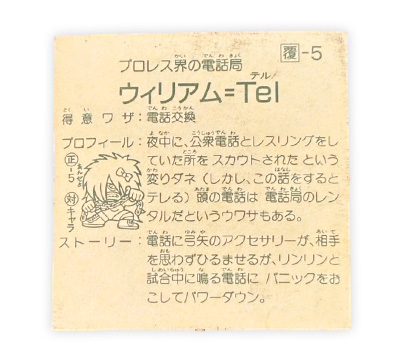 覆-5
プロレス界の電話局
ウィリアム=Tel
得意ワザ:電話交換
プロフィール:夜中に、公衆電話とレスリングをし
ていた所をスカウトされたという
変りダネ(しかし、この話をすると
テレる)頭の電話は電話局のレン
タルだというウワサもある。
正-5
対キャラ
ストーリー:電話に弓矢のアクセサリーが、相手
を思わずひるませるが、リンリンと
試合中に鳴る電話にパニックをお
こしてパワーダウン。